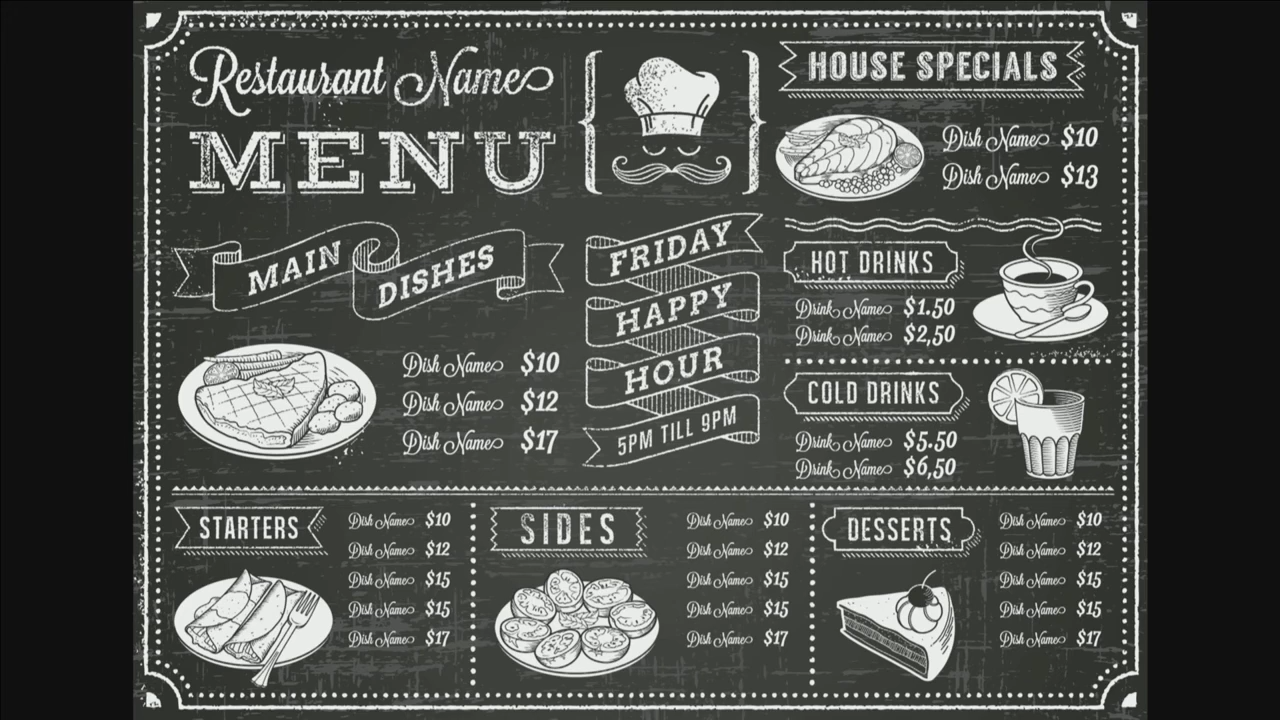 Restaurant Name
MENU
HOUSE SPECIALS
Dish Name $10
Dish Name $13
MAIN DISHES
Dish Name $10
Dish Name $12
Dish Name $17
FRIDAY
HAPPY
HOUR
5PM TILL 9PM
HOT DRINKS
Drink Name $1.50
Drink Name $2,50
COLD DRINKS
Drink Name $5.50
Drink Name $6,50
STARTERS
Dish Name $10
Dish Name $12
Dish Name $15
Dish Name $15
Dish Name $17
SIDES
Dish Name $10
Dish Name $12
Dish Name $15
Dish Name $15
Dish Name $17
DESSERTS
Dish Name $10
Dish Name $12
Dish Name $15
Dish Name $15
Dish Name $17